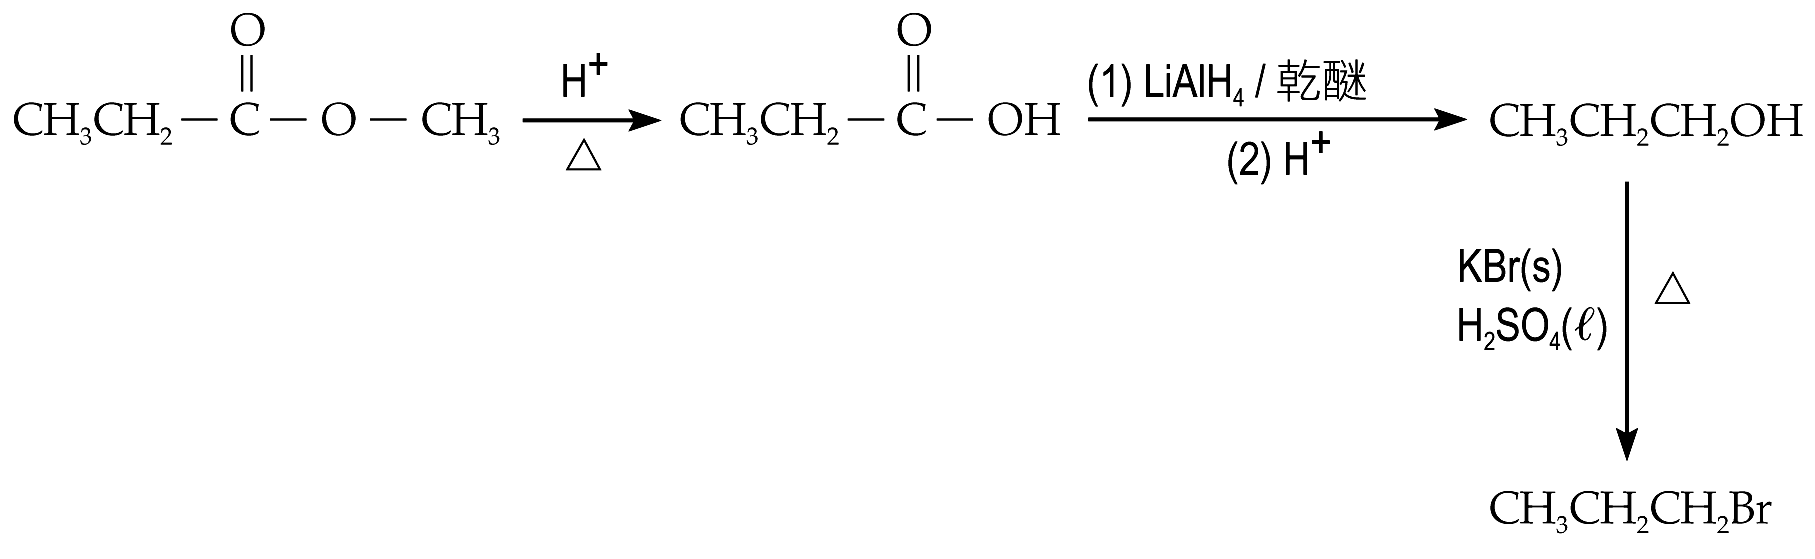 O
CH₃CH₂ — C — O — CH₃
H⁺
△
O
CH₃CH₂ — C — OH
(1) LiAlH₄ / 乾醚
(2) H⁺
CH₃CH₂CH₂OH
KBr(s)
H₂SO₄(ℓ)
△
CH₃CH₂CH₂Br